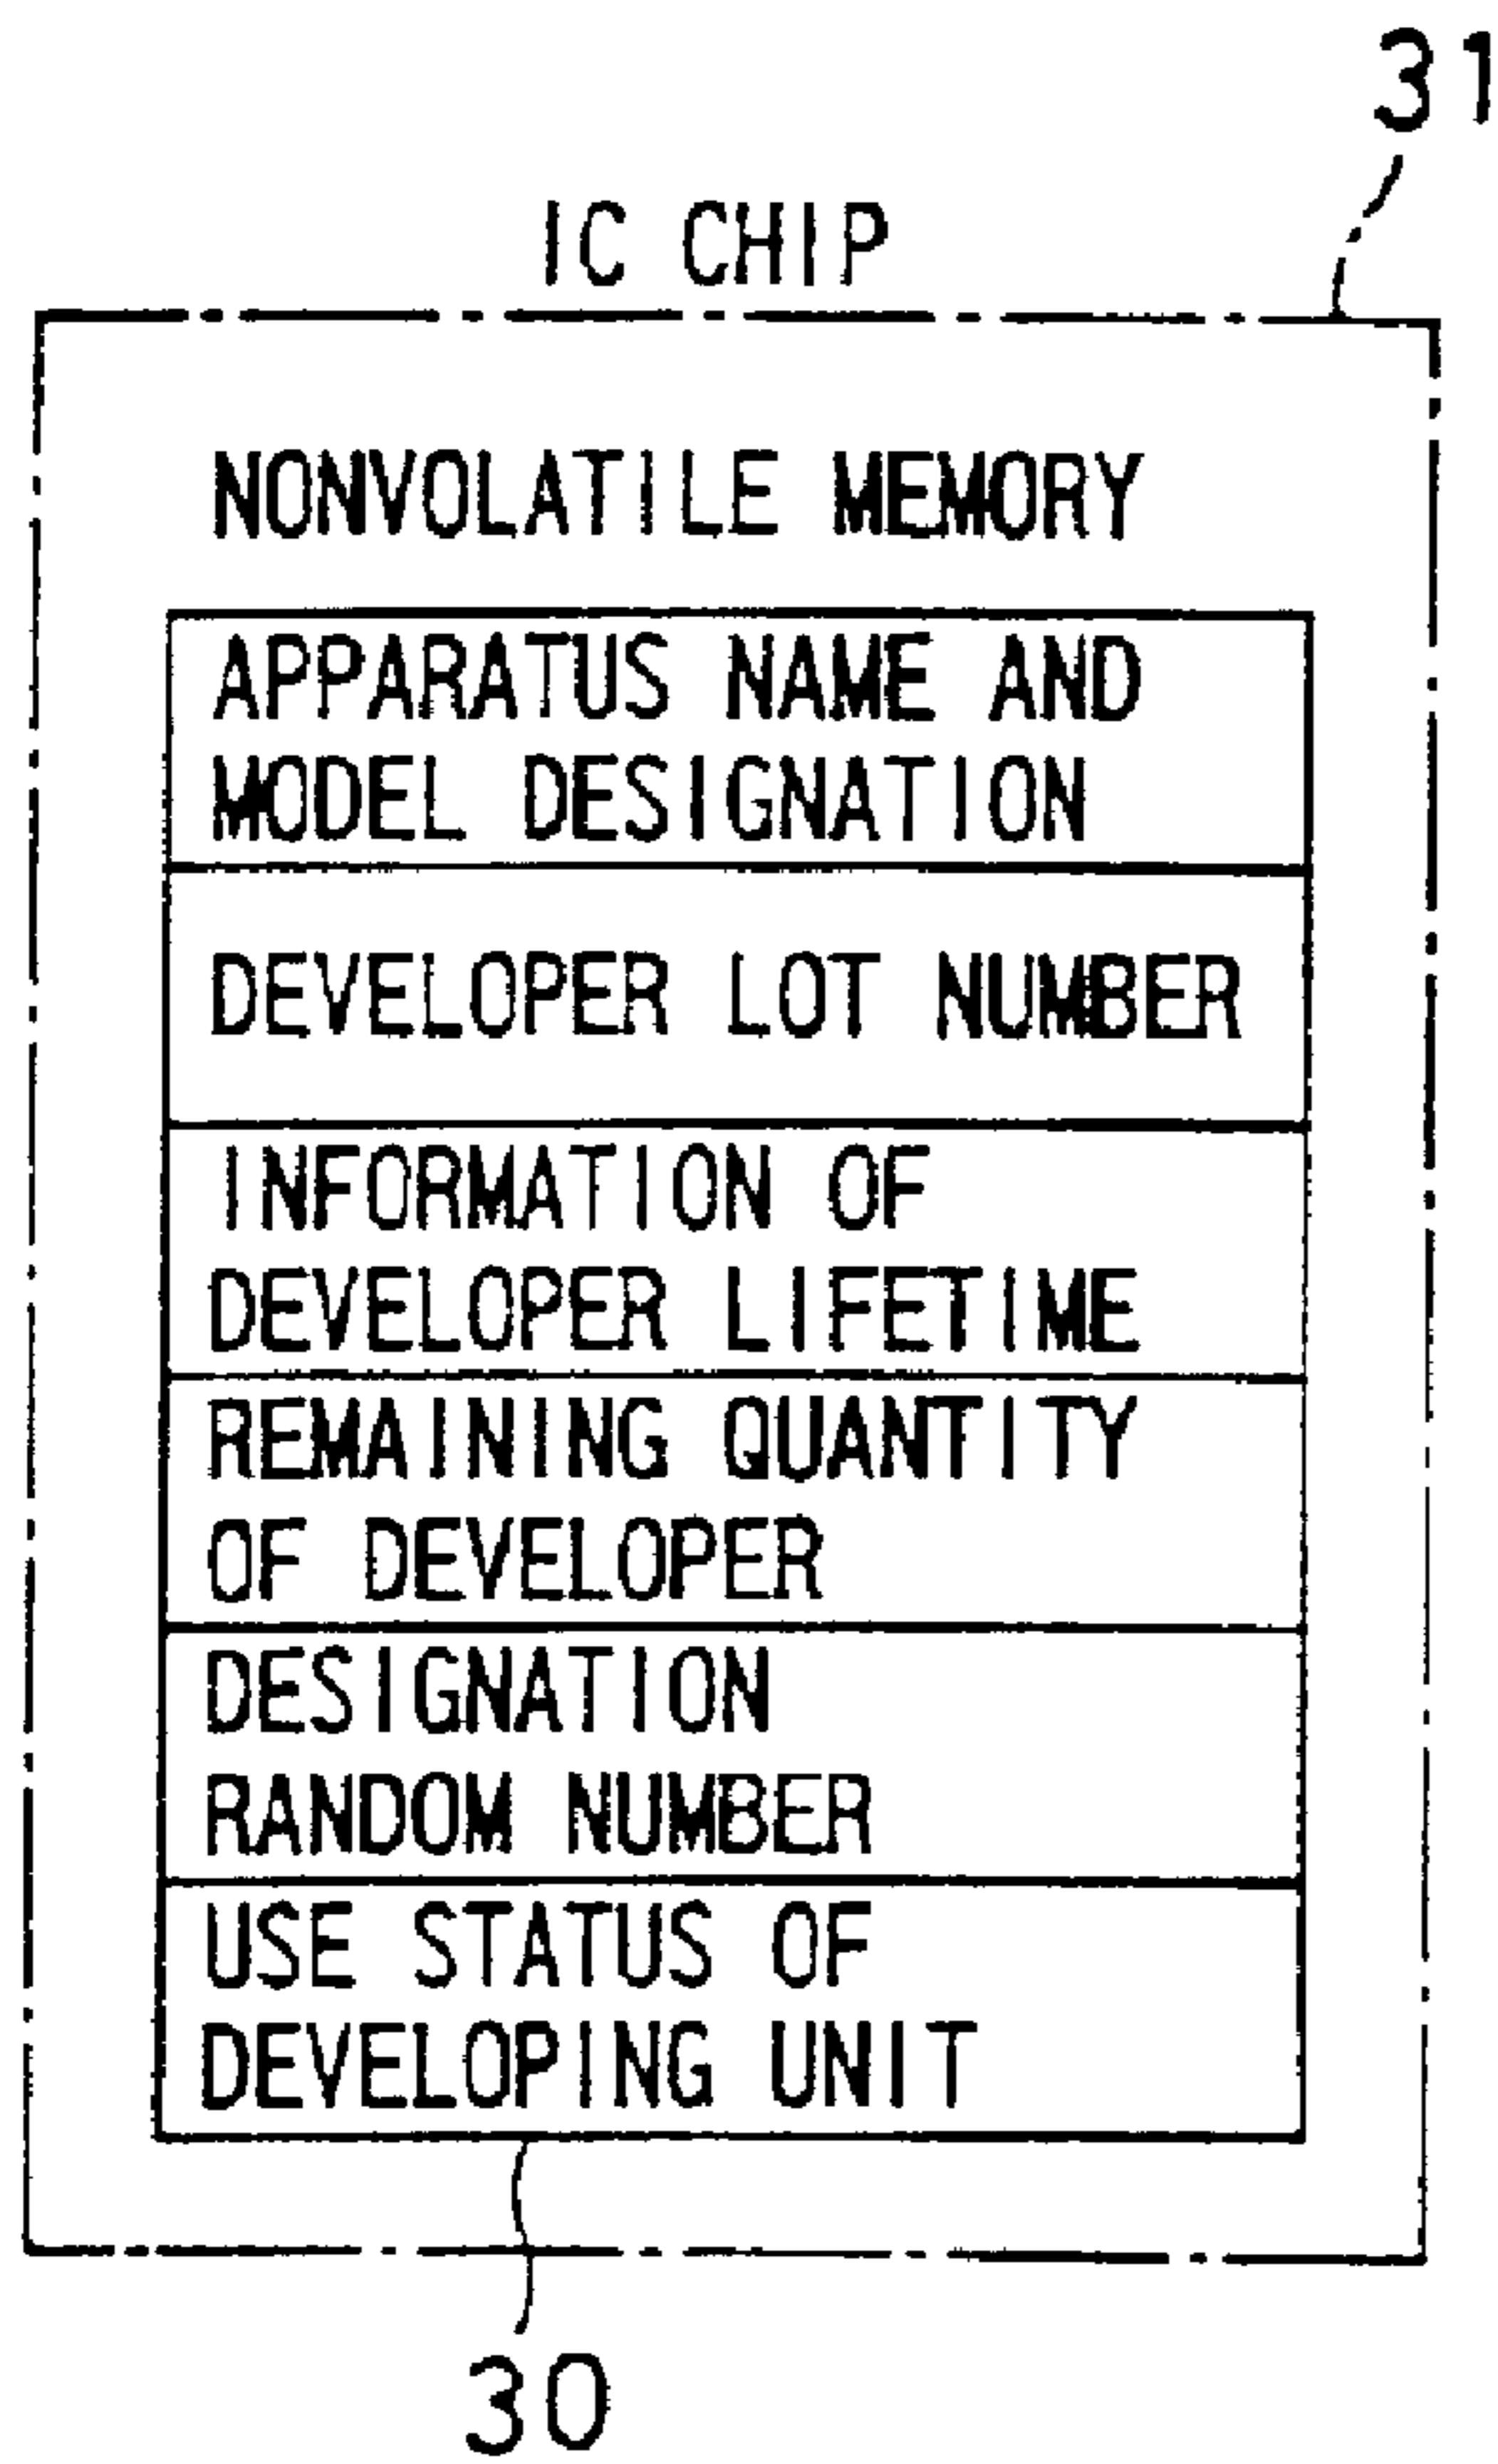 31
IC CHIP
NONVOLATILE MEMORY
APPARATUS NAME AND
MODEL DESIGNATION
DEVELOPER LOT NUMBER
INFORMATION OF
DEVELOPER LIFETIME
REMAINING QUANTITY
OF DEVELOPER
DESIGNATION
RANDOM NUMBER
USE STATUS OF
DEVELOPING UNIT
30